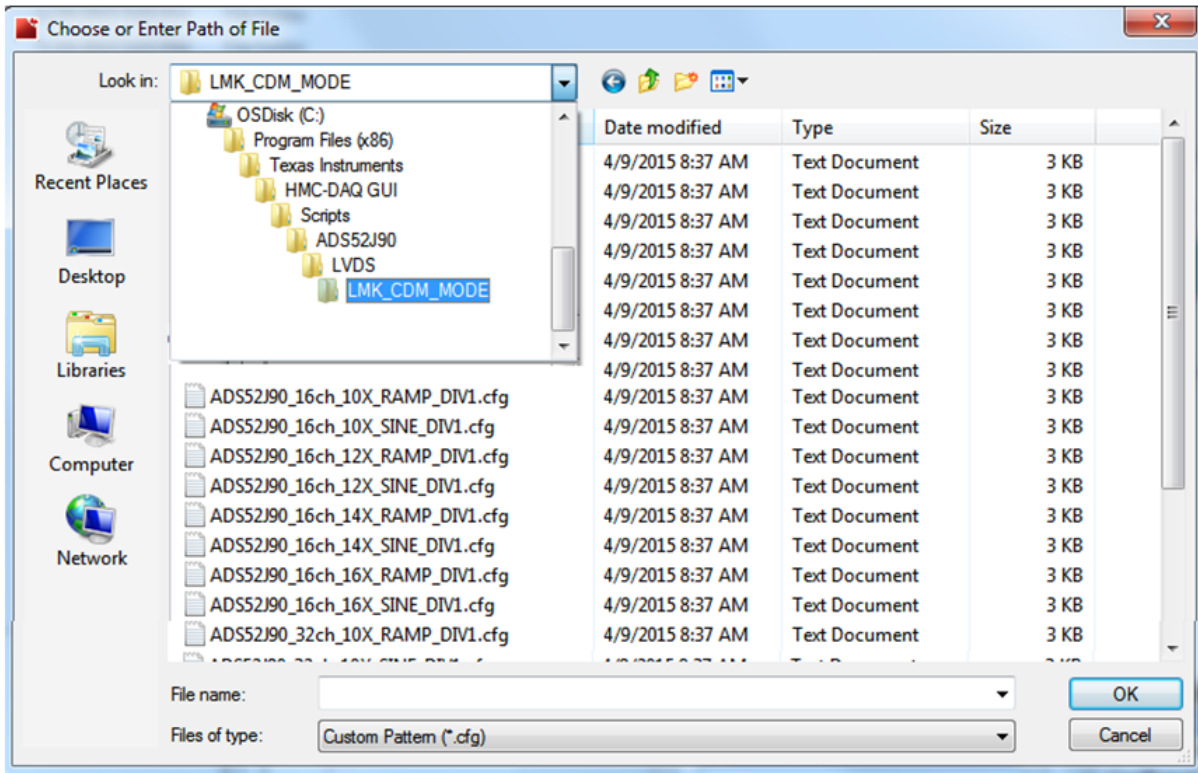 Choose or Enter Path of File
Look in: LMK_CDM_MODE
OSDisk (C:)
Program Files (x86)
Texas Instruments
HMC-DAQ GUI
Scripts
ADS52J90
LVDS
LMK_CDM_MODE
Recent Places
Desktop
Libraries
Computer
Network
Date modified Type Size
4/9/2015 8:37 AM Text Document 3 KB
4/9/2015 8:37 AM Text Document 3 KB
4/9/2015 8:37 AM Text Document 3 KB
4/9/2015 8:37 AM Text Document 3 KB
4/9/2015 8:37 AM Text Document 3 KB
4/9/2015 8:37 AM Text Document 3 KB
4/9/2015 8:37 AM Text Document 3 KB
4/9/2015 8:37 AM Text Document 3 KB
ADS52J90_16ch_10X_RAMP_DIV1.cfg 4/9/2015 8:37 AM Text Document 3 KB
ADS52J90_16ch_10X_SINE_DIV1.cfg 4/9/2015 8:37 AM Text Document 3 KB
ADS52J90_16ch_12X_RAMP_DIV1.cfg 4/9/2015 8:37 AM Text Document 3 KB
ADS52J90_16ch_12X_SINE_DIV1.cfg 4/9/2015 8:37 AM Text Document 3 KB
ADS52J90_16ch_14X_RAMP_DIV1.cfg 4/9/2015 8:37 AM Text Document 3 KB
ADS52J90_16ch_14X_SINE_DIV1.cfg 4/9/2015 8:37 AM Text Document 3 KB
ADS52J90_16ch_16X_RAMP_DIV1.cfg 4/9/2015 8:37 AM Text Document 3 KB
ADS52J90_16ch_16X_SINE_DIV1.cfg 4/9/2015 8:37 AM Text Document 3 KB
ADS52J90_32ch_10X_RAMP_DIV1.cfg 4/9/2015 8:37 AM Text Document 3 KB
File name:
OK
Files of type: Custom Pattern (*.cfg)
Cancel